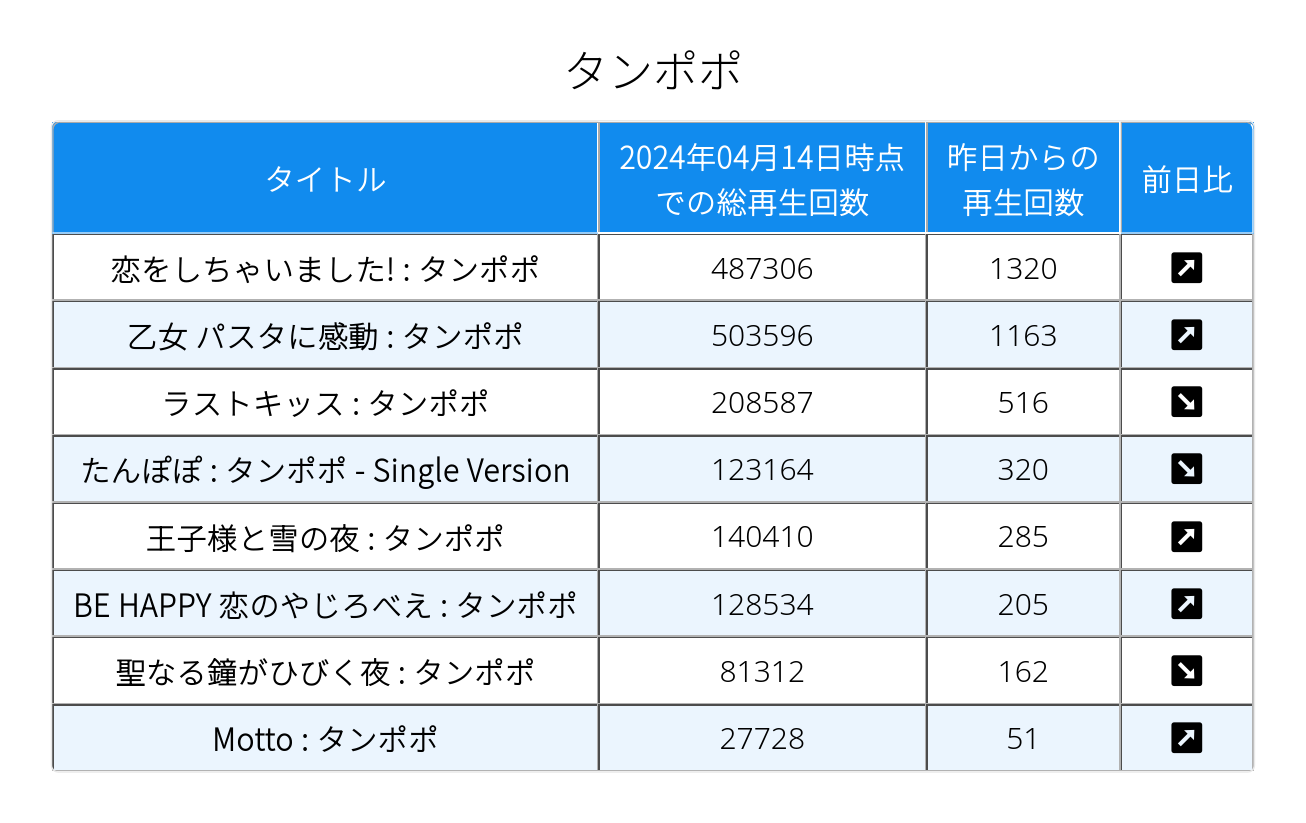 タンポポ
タイトル
2024年04月14日時点
での総再生回数
昨日からの
再生回数
前日比
恋をしちゃいました! : タンポポ 487306 1320 ↗
乙女 パスタに感動 : タンポポ 503596 1163 ↗
ラストキッス : タンポポ 208587 516 ↘
たんぽぽ : タンポポ - Single Version 123164 320 ↘
王子様と雪の夜 : タンポポ 140410 285 ↗
BE HAPPY 恋のやじろべえ : タンポポ 128534 205 ↗
聖なる鐘がひびく夜 : タンポポ 81312 162 ↘
Motto : タンポポ 27728 51 ↗